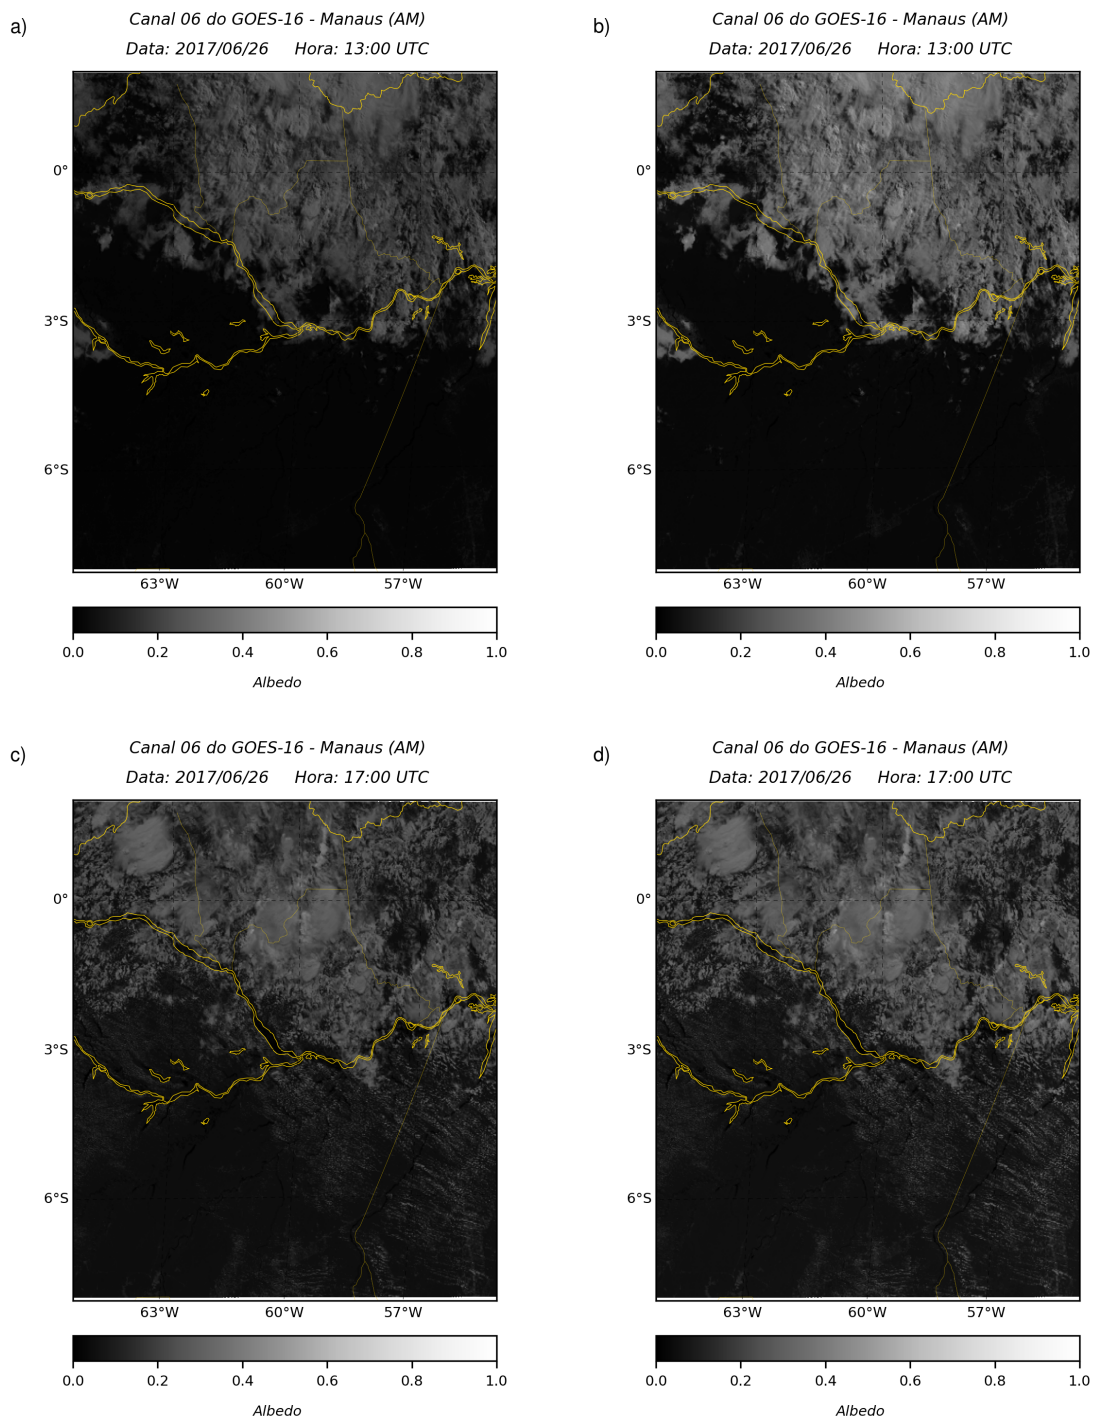 a)
Canal 06 do GOES-16 - Manaus (AM)
Data: 2017/06/26 Hora: 13:00 UTC
0°
3°S
6°S
63°W 60°W 57°W
0.0 0.2 0.4 0.6 0.8 1.0
Albedo
b)
Canal 06 do GOES-16 - Manaus (AM)
Data: 2017/06/26 Hora: 13:00 UTC
0°
3°S
6°S
63°W 60°W 57°W
0.0 0.2 0.4 0.6 0.8 1.0
Albedo
c)
Canal 06 do GOES-16 - Manaus (AM)
Data: 2017/06/26 Hora: 17:00 UTC
0°
3°S
6°S
63°W 60°W 57°W
0.0 0.2 0.4 0.6 0.8 1.0
Albedo
d)
Canal 06 do GOES-16 - Manaus (AM)
Data: 2017/06/26 Hora: 17:00 UTC
0°
3°S
6°S
63°W 60°W 57°W
0.0 0.2 0.4 0.6 0.8 1.0
Albedo